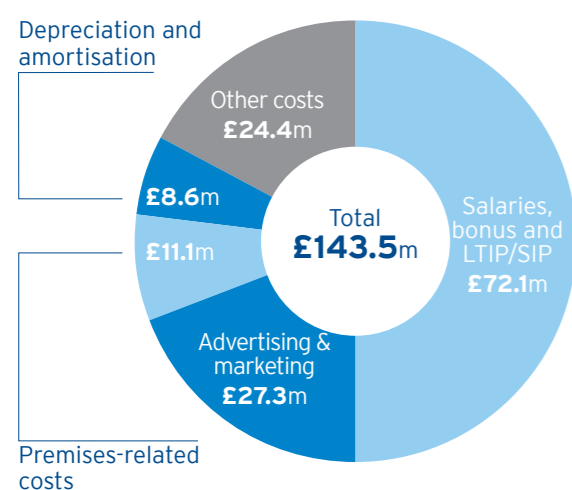 Depreciation and
amortisation
Other costs
£24.4m
£8.6m
£11.1m
Total
£143.5m
Salaries,
bonus and
LTIP/SIP
£72.1m
Advertising &
marketing
£27.3m
Premises-related
costs